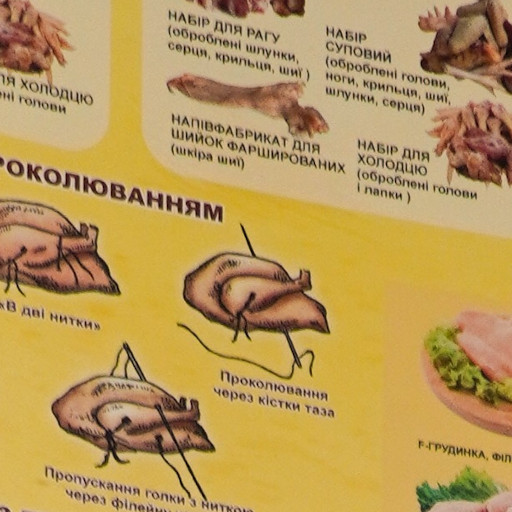 НАБІР ДЛЯ РАГУ
(оброблені шлунки,
серця, крильця, шиї )
НАБІР
СУПОВИЙ
(оброблені голови,
ноги, крильця, шиї,
шлунки, серця)
ХОЛОДЦЮ
голови
НАПІВФАБРИКАТ ДЛЯ
ШИЙОК ФАРШИРОВАНИХ
(шкіра шиї)
НАБІР ДЛЯ
ХОЛОДЦЮ
(оброблені голови
і лапки )
РОКОЛЮВАННЯМ
«В дві нитки»
Проколювання
через кістки таза
F-ГРУДИНКА, ФІЛ
Пропускання голки з ниткою
через філейну